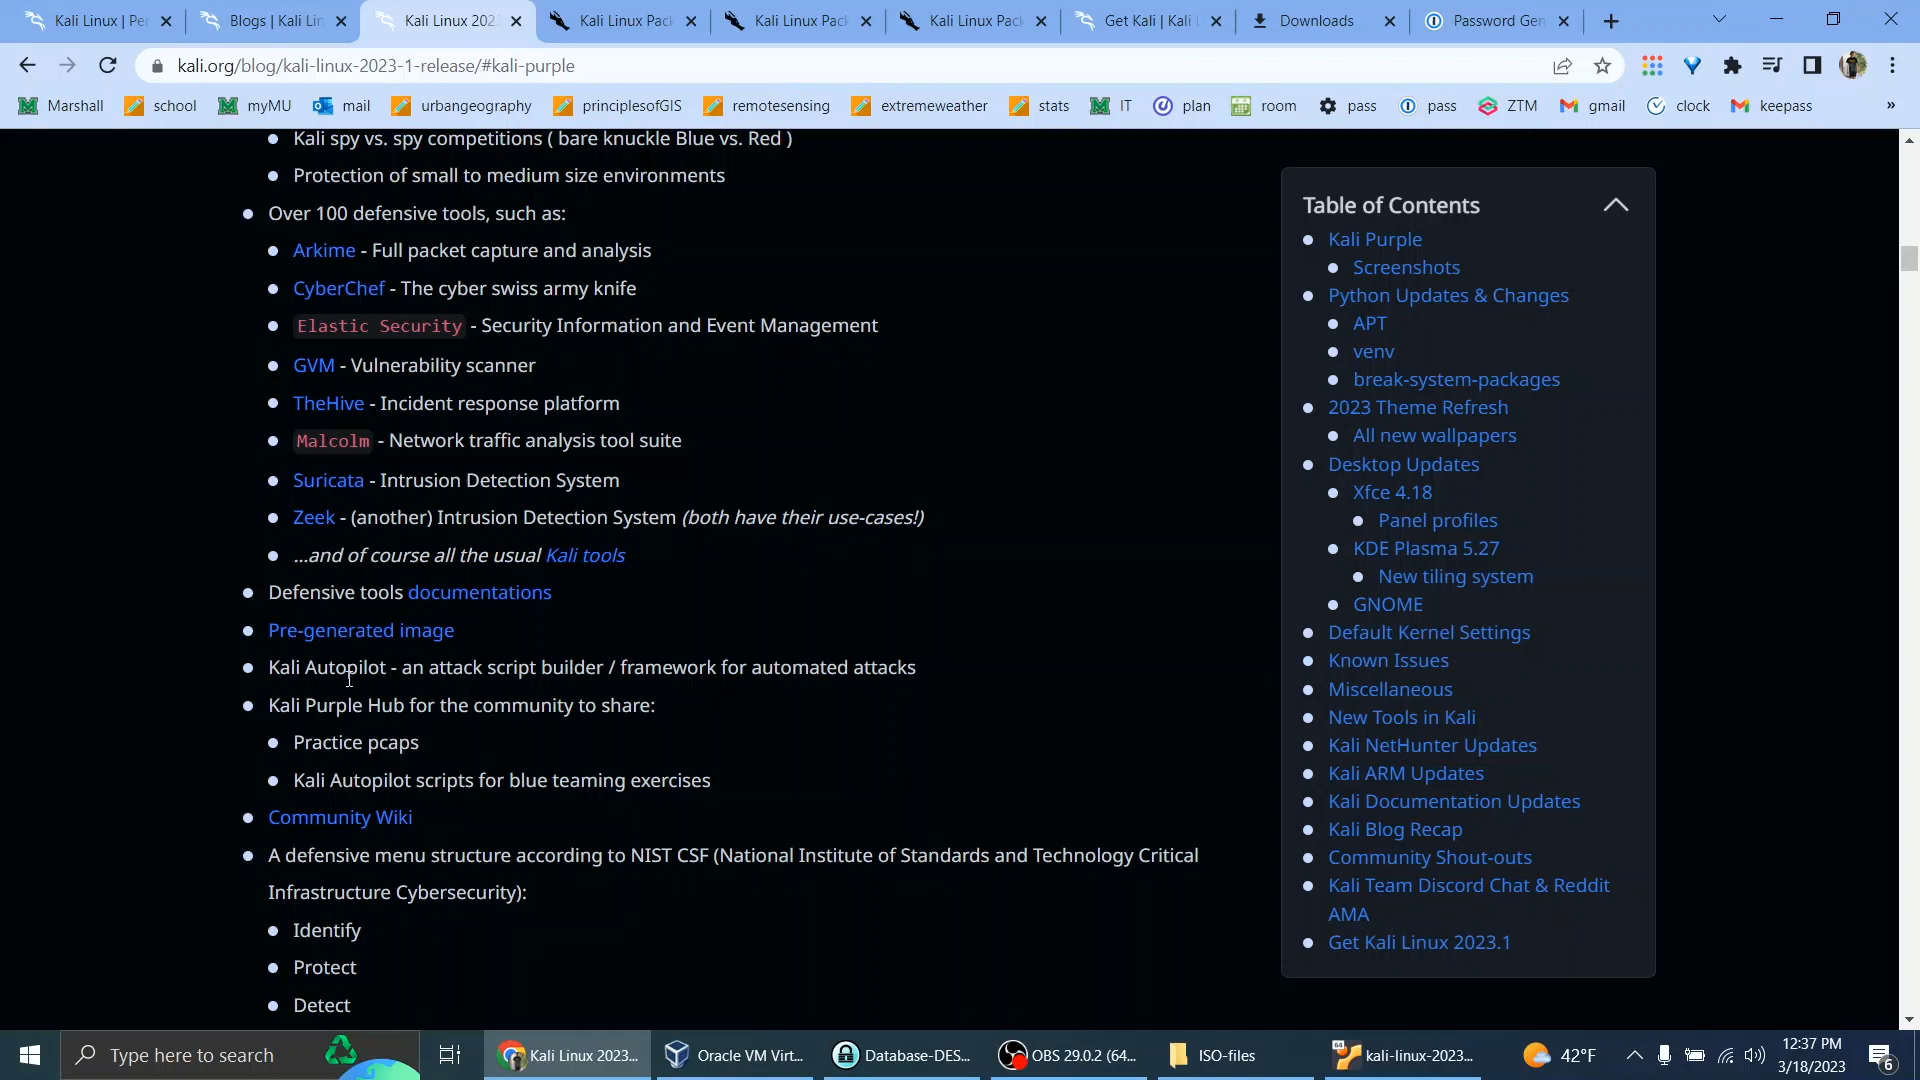 Kali Linux | Pe
Blogs | Kali Lin
Kali Linux 202
Kali Linux Pack
Kali Linux Pack
Kali Linux Pack
Get Kali | Kali L
Downloads
Password Gen
kali.org/blog/kali-linux-2023-1-release/#kali-purple
Marshall
school
myMU
mail
urbangeography
principlesofGIS
remotesensing
extremeweather
stats
IT
plan
room
pass
pass
ZTM
gmail
clock
keepass
»
Kali spy vs. spy competitions ( bare knuckle Blue vs. Red )
Protection of small to medium size environments
Over 100 defensive tools, such as:
Arkime - Full packet capture and analysis
CyberChef - The cyber swiss army knife
Elastic Security - Security Information and Event Management
GVM - Vulnerability scanner
TheHive - Incident response platform
Malcolm - Network traffic analysis tool suite
Suricata - Intrusion Detection System
Zeek - (another) Intrusion Detection System (both have their use-cases!)
...and of course all the usual Kali tools
Defensive tools documentations
Pre-generated image
Kali Autopilot - an attack script builder / framework for automated attacks
Kali Purple Hub for the community to share:
Practice pcaps
Kali Autopilot scripts for blue teaming exercises
Community Wiki
A defensive menu structure according to NIST CSF (National Institute of Standards and Technology Critical
Infrastructure Cybersecurity):
Identify
Protect
Detect
Table of Contents
Kali Purple
Screenshots
Python Updates & Changes
APT
venv
break-system-packages
2023 Theme Refresh
All new wallpapers
Desktop Updates
Xfce 4.18
Panel profiles
KDE Plasma 5.27
New tiling system
GNOME
Default Kernel Settings
Known Issues
Miscellaneous
New Tools in Kali
Kali NetHunter Updates
Kali ARM Updates
Kali Documentation Updates
Kali Blog Recap
Community Shout-outs
Kali Team Discord Chat & Reddit
AMA
Get Kali Linux 2023.1
Type here to search
Kali Linux 2023...
Oracle VM Virt...
Database-DES...
OBS 29.0.2 (64...
ISO-files
64
kali-linux-2023...
42°F
12:37 PM
3/18/2023
6